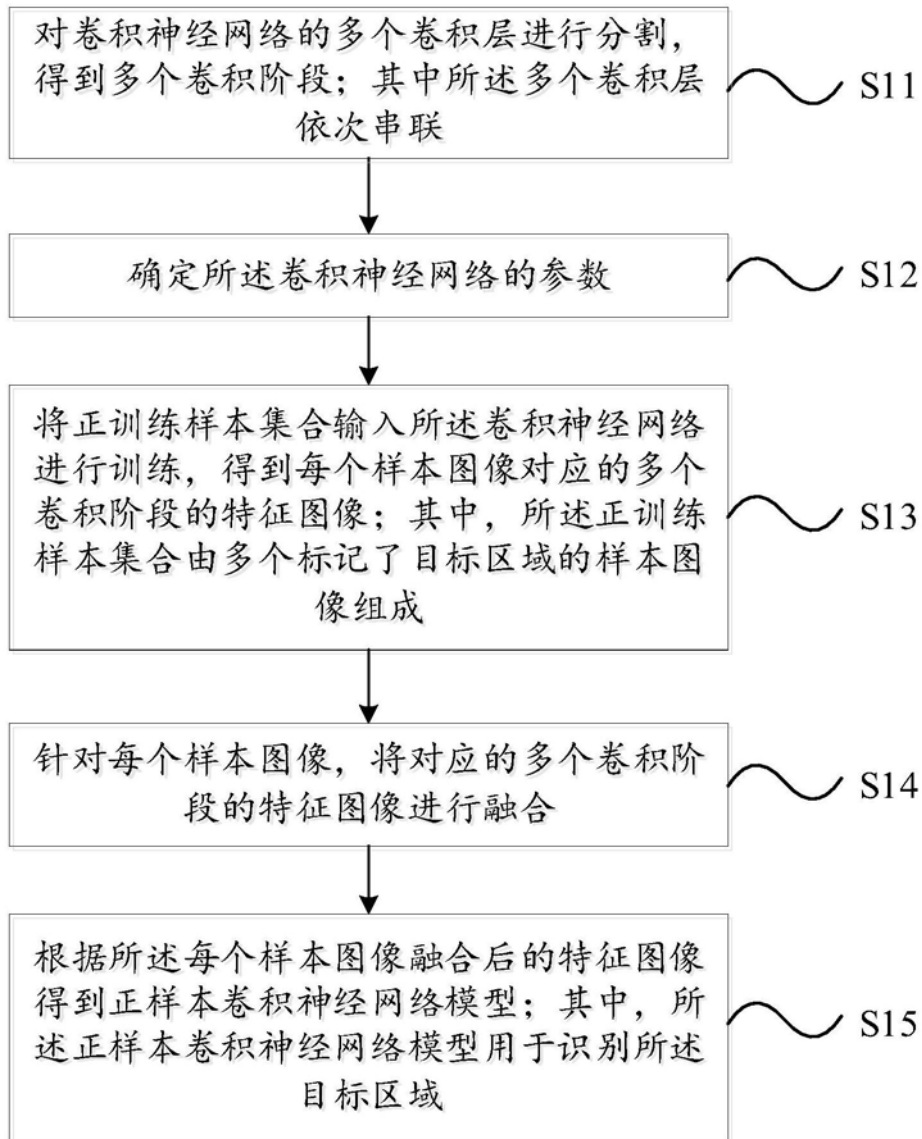 对卷积神经网络的多个卷积层进行分割，
得到多个卷积阶段；其中所述多个卷积层
依次串联
S11
确定所述卷积神经网络的参数
S12
将正训练样本集合输入所述卷积神经网络
进行训练，得到每个样本图像对应的多个
卷积阶段的特征图像；其中，所述正训练
样本集合由多个标记了目标区域的样本图
像组成
S13
针对每个样本图像，将对应的多个卷积阶
段的特征图像进行融合
S14
根据所述每个样本图像融合后的特征图像
得到正样本卷积神经网络模型；其中，所
述正样本卷积神经网络模型用于识别所述
目标区域
S15